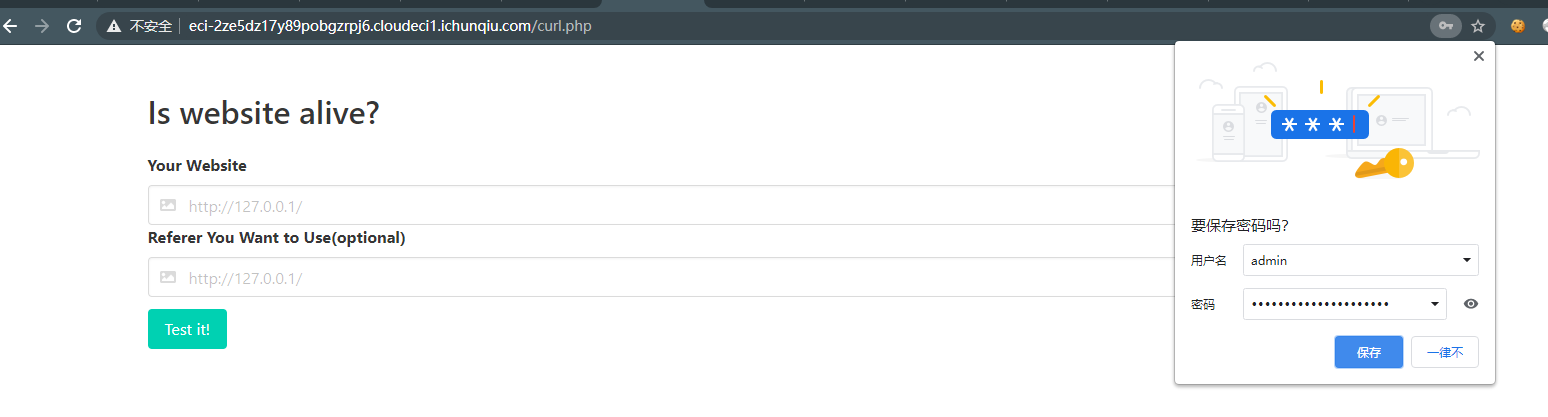 不安全 eci-2ze5dz17y89pobgzrpj6.cloudeci1.ichunqiu.com/curl.php
Is website alive?
Your Website
http://127.0.0.1/
Referer You Want to Use(optional)
http://127.0.0.1/
Test it!
***
要保存密码吗?
用户名 admin
密码 •••••••••••••••••••••
保存 一律不